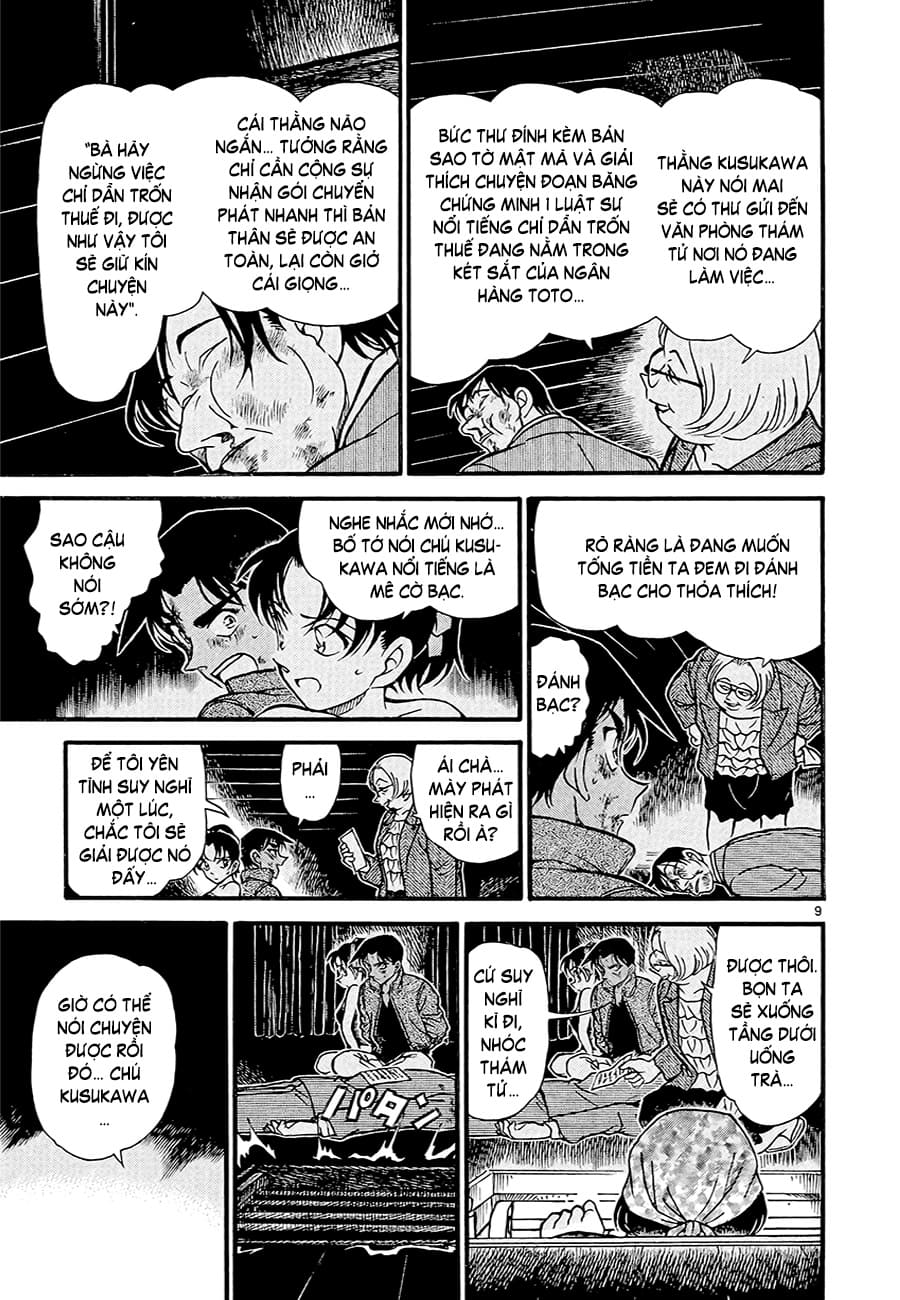 THẰNG KUSUKAWA
NÀY NÓI MAI
SẼ CÓ THƯ GỬI ĐẾN
VĂN PHÒNG THÁM
TỬ NƠI NÓ ĐANG
LÀM VIỆC...
BỨC THƯ ĐÍNH KÈM BẢN
SAO TỜ MẬT MÃ VÀ GIẢI
THÍCH CHUYỆN ĐOẠN BĂNG
CHỨNG MINH 1 LUẬT SƯ
NỔI TIẾNG CHỈ DẪN TRỐN
THUẾ ĐANG NẰM TRONG
KÉT SẮT CỦA NGÂN
HÀNG TOTO...
CÁI THẰNG NÃO
NGẮN... TƯỞNG RẰNG
CHỈ CẦN CỘNG SỰ
NHẬN GÓI CHUYỂN
PHÁT NHANH THÌ BẢN
THÂN SẼ ĐƯỢC AN
TOÀN, LẠI CÒN GIỞ
CÁI GIỌNG...
"BÀ HÃY
NGỪNG VIỆC
CHỈ DẪN TRỐN
THUẾ ĐI, ĐƯỢC
NHƯ VẬY TÔI
SẼ GIỮ KÍN
CHUYỆN
NÀY".
RÕ RÀNG LÀ ĐANG MUỐN
TỐNG TIỀN TA ĐEM ĐI ĐÁNH
BẠC CHO THỎA THÍCH!
ĐÁNH
BẠC?
NGHE NHẮC MỚI NHỚ...
BỐ TỚ NÓI CHÚ KUSU-
KAWA NỔI TIẾNG LÀ
MÊ CỜ BẠC.
SAO CẬU
KHÔNG
NÓI
SỚM?!
ÁI CHÀ...
MÀY PHÁT
HIỆN RA GÌ
RỒI À?
PHẢI
...
ĐỂ TÔI YÊN
TĨNH SUY NGHĨ
MỘT LÚC,
CHẮC TÔI SẼ
GIẢI ĐƯỢC NÓ
ĐẤY...
9
ĐƯỢC THÔI.
BỌN TA
SẼ XUỐNG
TẦNG DƯỚI
UỐNG
TRÀ...
CỨ SUY
NGHĨ
KĨ ĐI,
NHÓC
THÁM
TỬ...
パタン
GIỜ CÓ THỂ
NÓI CHUYỆN
ĐƯỢC RỒI
ĐÓ... CHÚ
KUSUKAWA
...